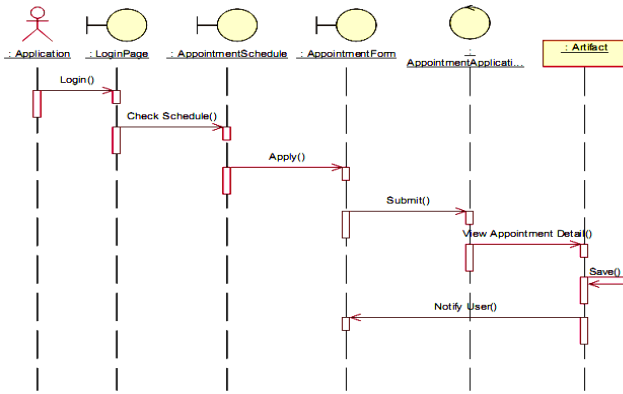 : Application
: LoginPage
: AppointmentSchedule
: AppointmentForm
:
AppointmentApplicati...
: Artifact
Login()
Check Schedule()
Apply()
Submit()
View Appointment Detail()
Save()
Notify User()